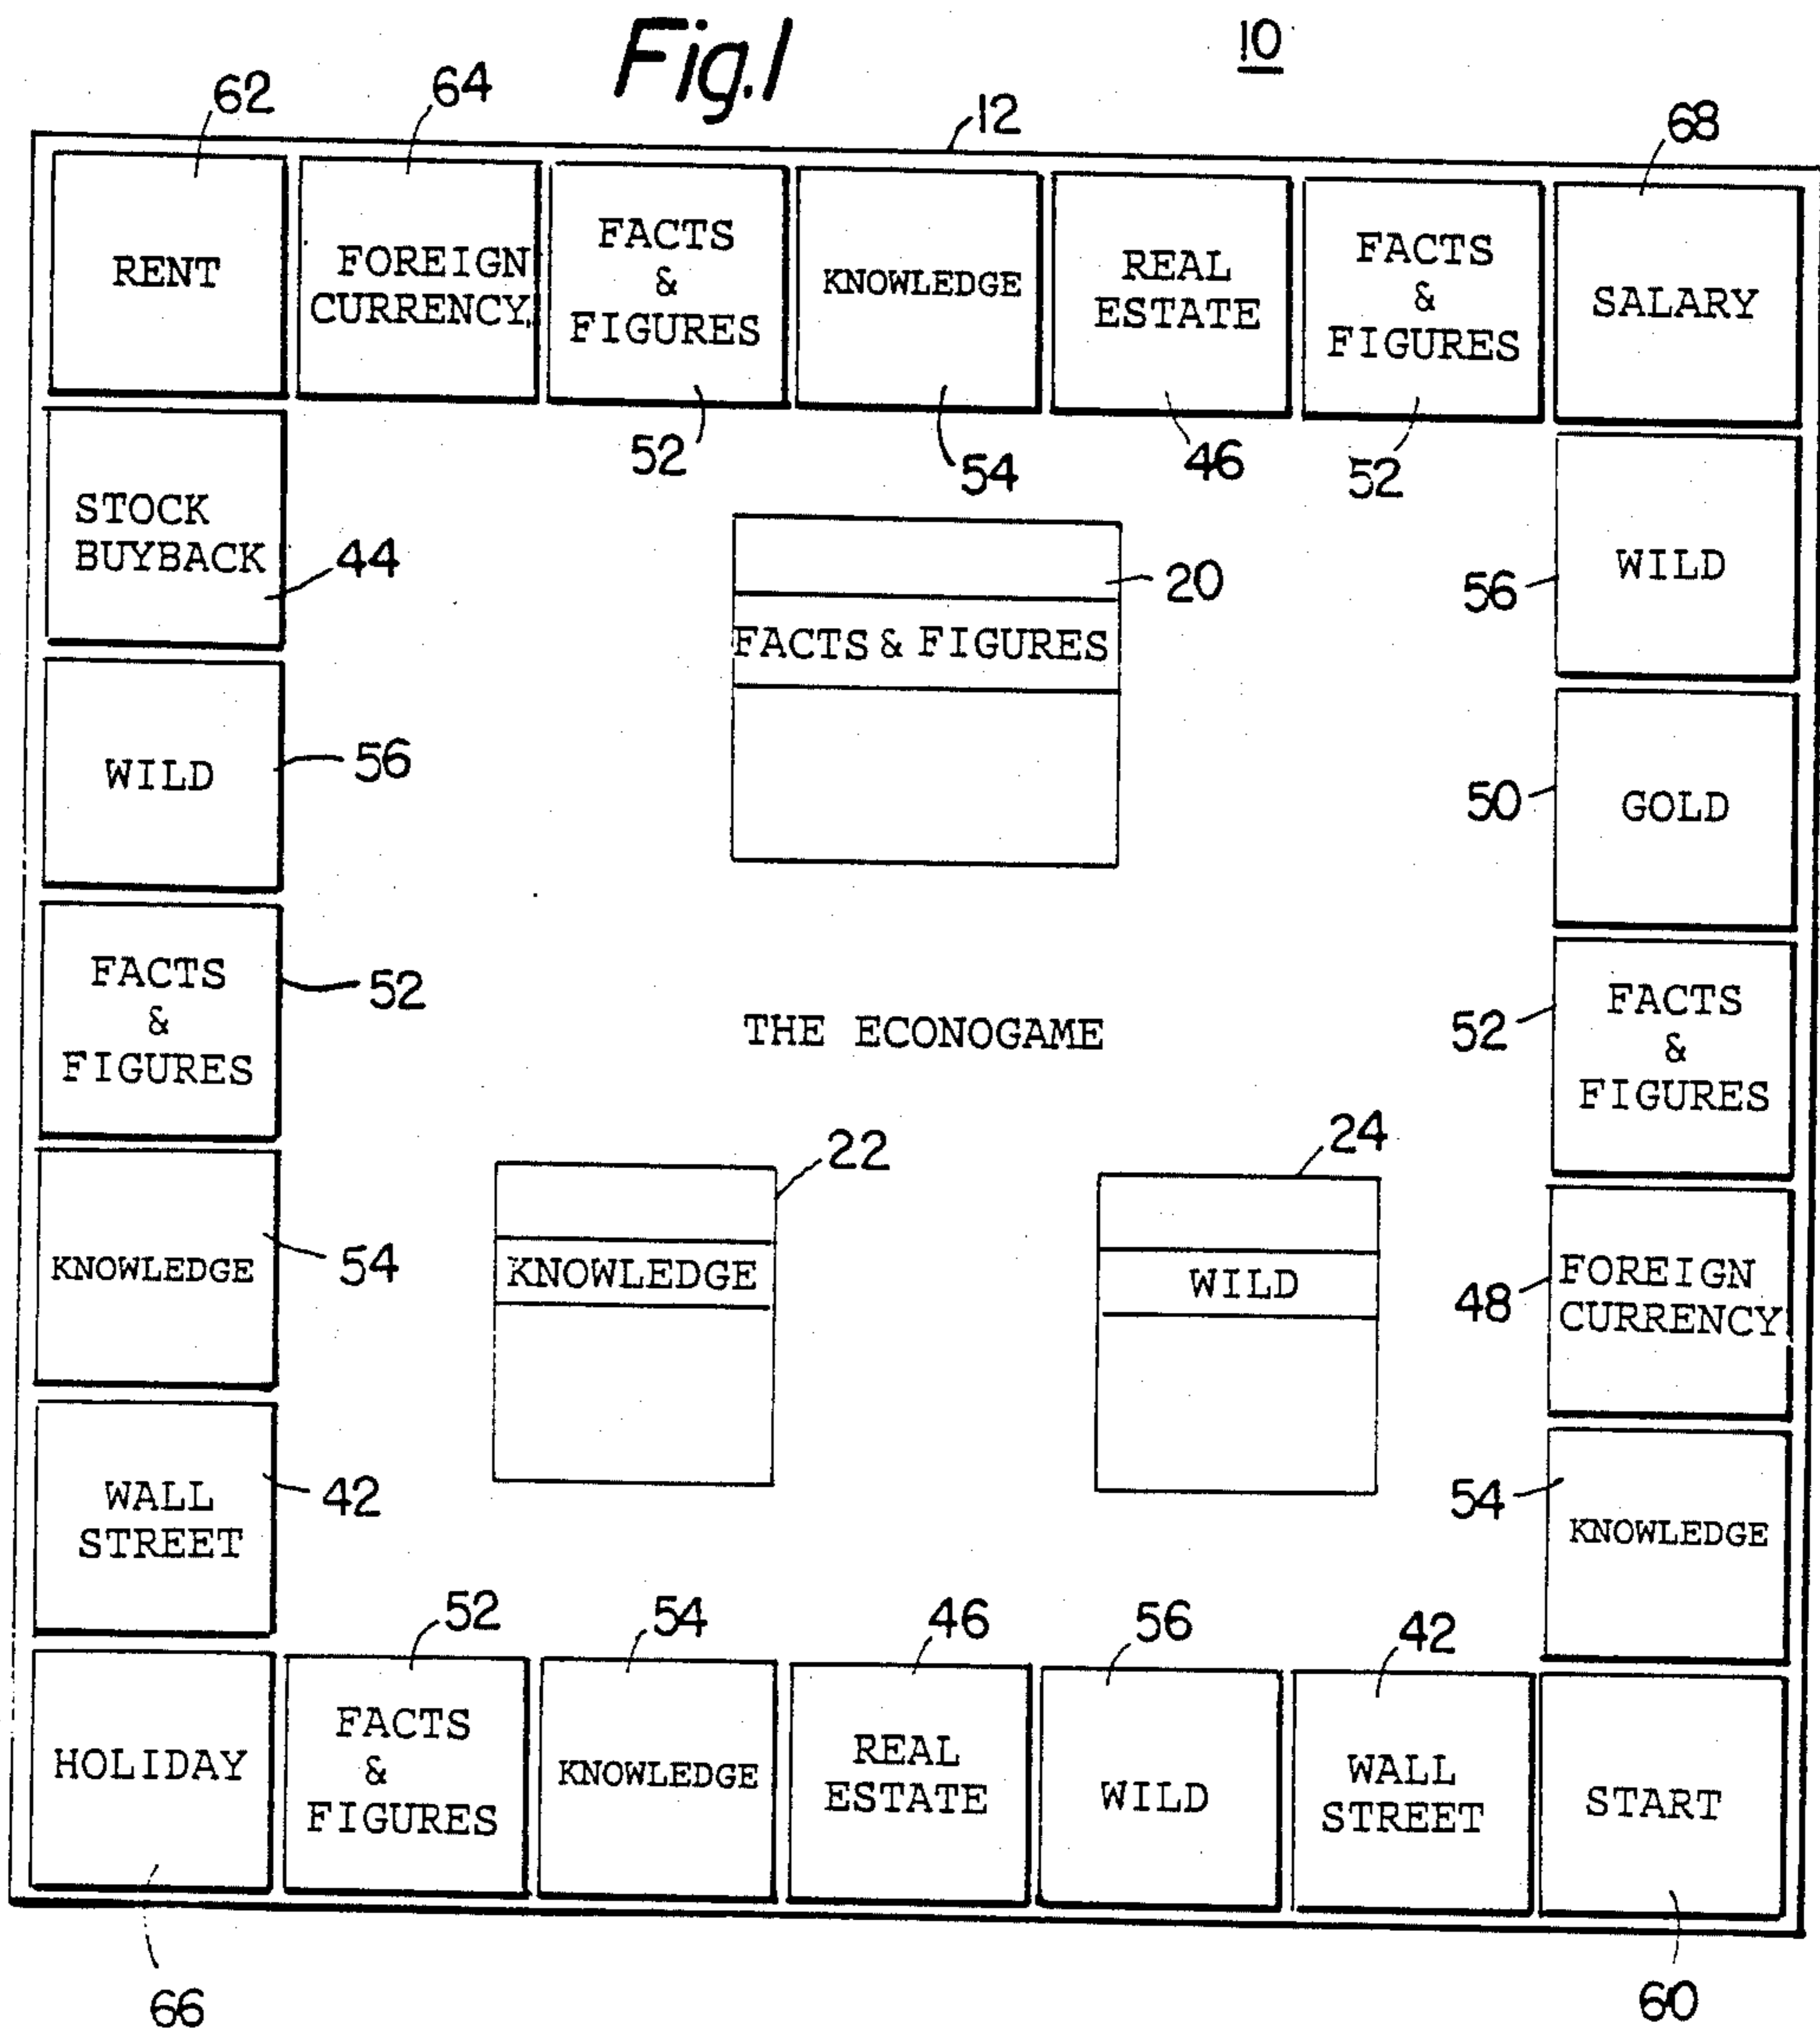 Fig.1
10
62
64
12
68
RENT
FOREIGN
CURRENCY
FACTS
&
FIGURES
KNOWLEDGE
REAL
ESTATE
FACTS
&
FIGURES
SALARY
52
54
46
52
STOCK
BUYBACK
44
20
FACTS & FIGURES
56
WILD
WILD
56
50
GOLD
FACTS
&
FIGURES
52
THE ECONOGAME
52
FACTS
&
FIGURES
22
24
KNOWLEDGE
54
KNOWLEDGE
WILD
48
FOREIGN
CURRENCY
WALL
STREET
42
54
KNOWLEDGE
52
54
46
56
42
HOLIDAY
FACTS
&
FIGURES
KNOWLEDGE
REAL
ESTATE
WILD
WALL
STREET
START
66
60